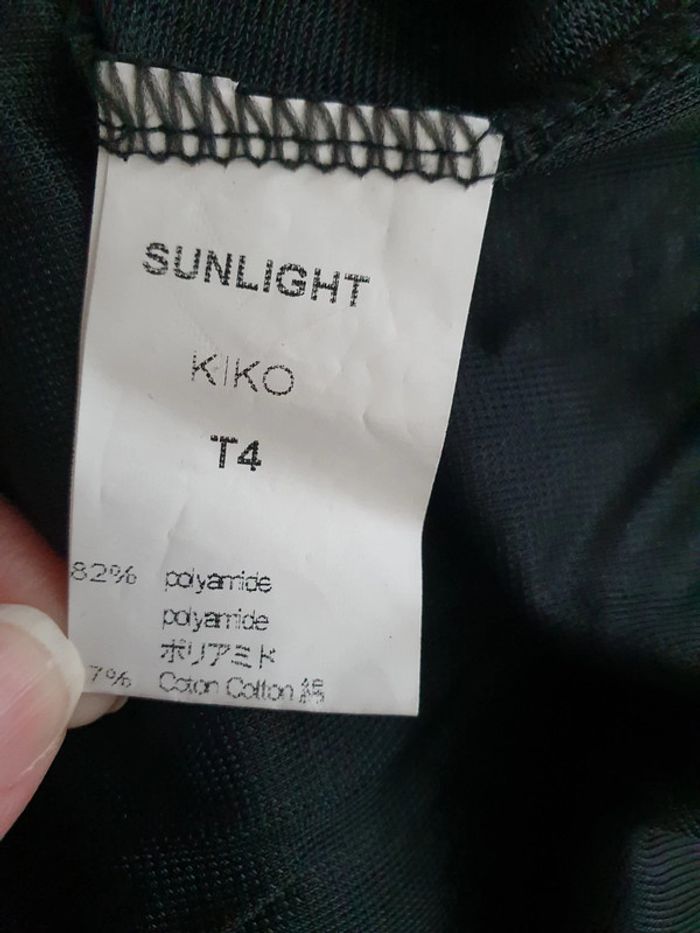 SUNLIGHT
KIKO
T4
82% polyamide
polyamide
ポリアミド
7% Coton Cotton 綿